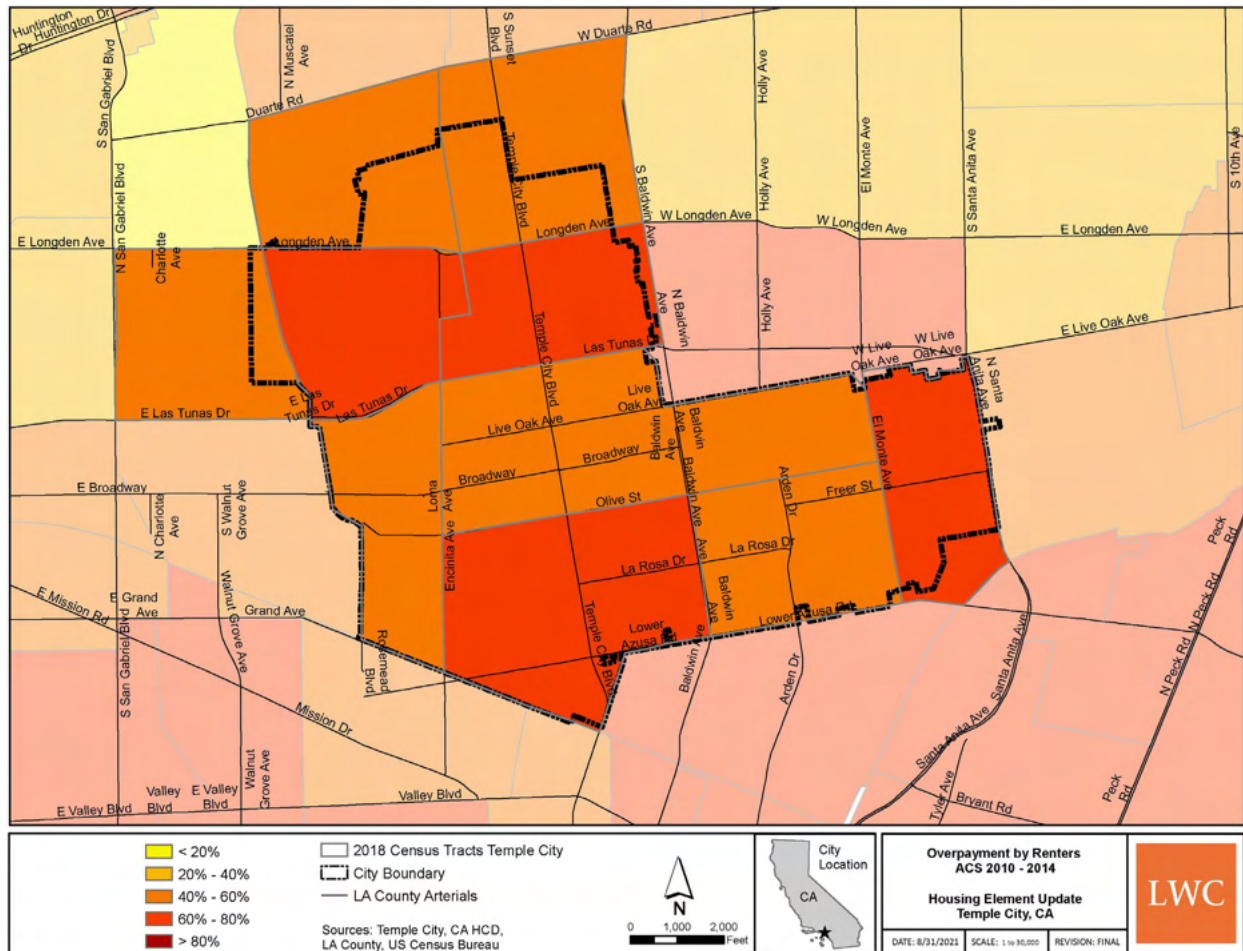 Huntington
Dr
Huntington Dr
N Muscatel
Ave
S Sunset
Blvd
W Duarte Rd
S San Gabriel Blvd
Duarte Rd
Holly Ave
El Monte Ave
S Santa Anita Ave
S 10th Ave
Temple City Blvd
S Baldwin
Ave
Holly Ave
E Longden Ave
N San Gabriel Blvd
Charlotte
Ave
Longden Ave
Longden Ave
W Longden Ave
W Longden Ave
E Longden Ave
Holly Ave
Ave
N Baldwin
Temple City Blvd
Las Tunas
W Live
Oak Ave
W Live
Oak Ave
E Live Oak Ave
N Santa
Anita Ave
E Las
Tunas Dr
Las Tunas Dr
E Las Tunas Dr
Live
Oak Ave
Live Oak Ave
Baldwin
Ave
Baldwin
Ave
El Monte Ave
Broadway
Broadway
E Broadway
Loma
Ave
Olive St
Baldwin Ave
Arden Dr
Freer St
N Charlotte
Ave
S Walnut
Grove Ave
Encinita Ave
La Rosa Dr
La Rosa Dr
Ave
Baldwin
Ave
E Grand
Ave
Walnut Grove Ave
Grand Ave
E Mission Rd
S San Gabriel Blvd
Rosemead
Blvd
Temple City Blvd
Lower
Azusa Rd
Lower Azusa Rd
Baldwin Ave
Arden Dr
Santa Anita Ave
Santa Anita Ave
Peck
Rd
N Peck Rd
N Peck Rd
Mission Dr
Walnut
Grove Ave
E Valley Blvd
Valley
Blvd
E Valley
Blvd
Valley Blvd
Tyler Ave
Bryant Rd
Peck
Rd
< 20%
20% - 40%
40% - 60%
60% - 80%
> 80%
2018 Census Tracts Temple City
City Boundary
LA County Arterials
Sources: Temple City, CA HCD,
LA County, US Census Bureau
N
0 1,000 2,000
Feet
City
Location
CA
Overpayment by Renters
ACS 2010 - 2014
Housing Element Update
Temple City, CA
DATE: 8/31/2021 SCALE: 1 to 30,000 REVISION: FINAL
LWC